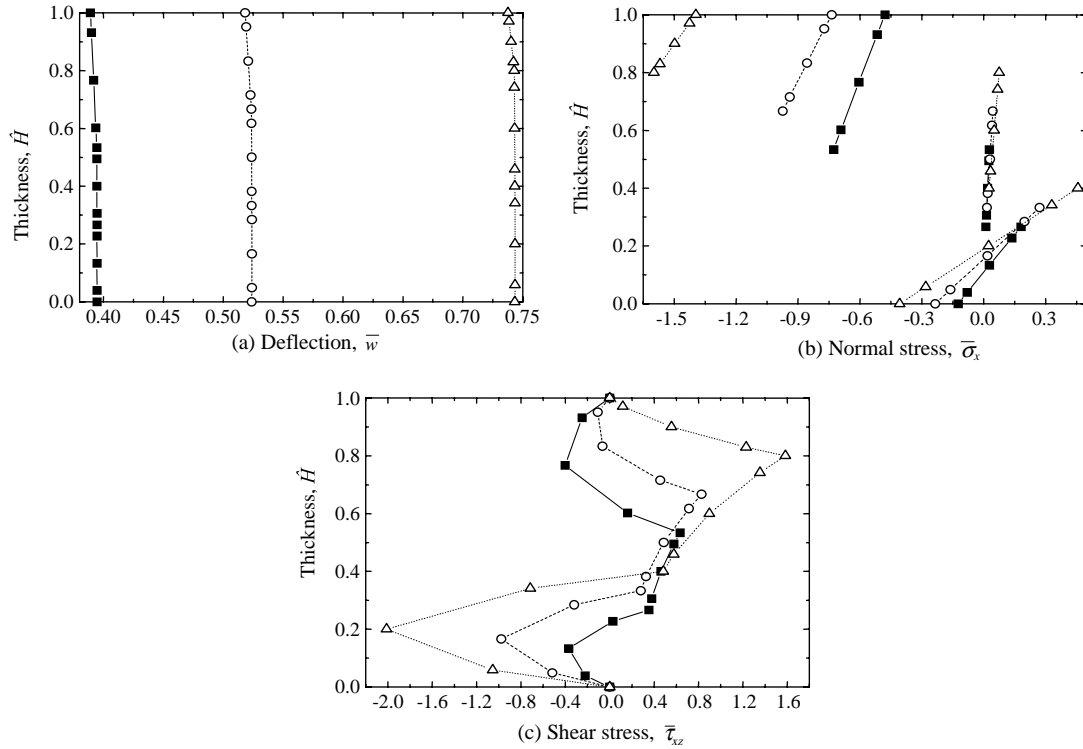 1.0
0.8
0.6
0.4
0.2
0.0
Thickness, Ĥ
0.40 0.45 0.50 0.55 0.60 0.65 0.70 0.75
(a) Deflection, w̅
1.0
0.8
0.6
0.4
0.2
0.0
Thickness, Ĥ
-1.5 -1.2 -0.9 -0.6 -0.3 0.0 0.3
(b) Normal stress, σ̅x
1.0
0.8
0.6
0.4
0.2
0.0
Thickness, Ĥ
-2.0 -1.6 -1.2 -0.8 -0.4 0.0 0.4 0.8 1.2 1.6
(c) Shear stress, τ̅xz